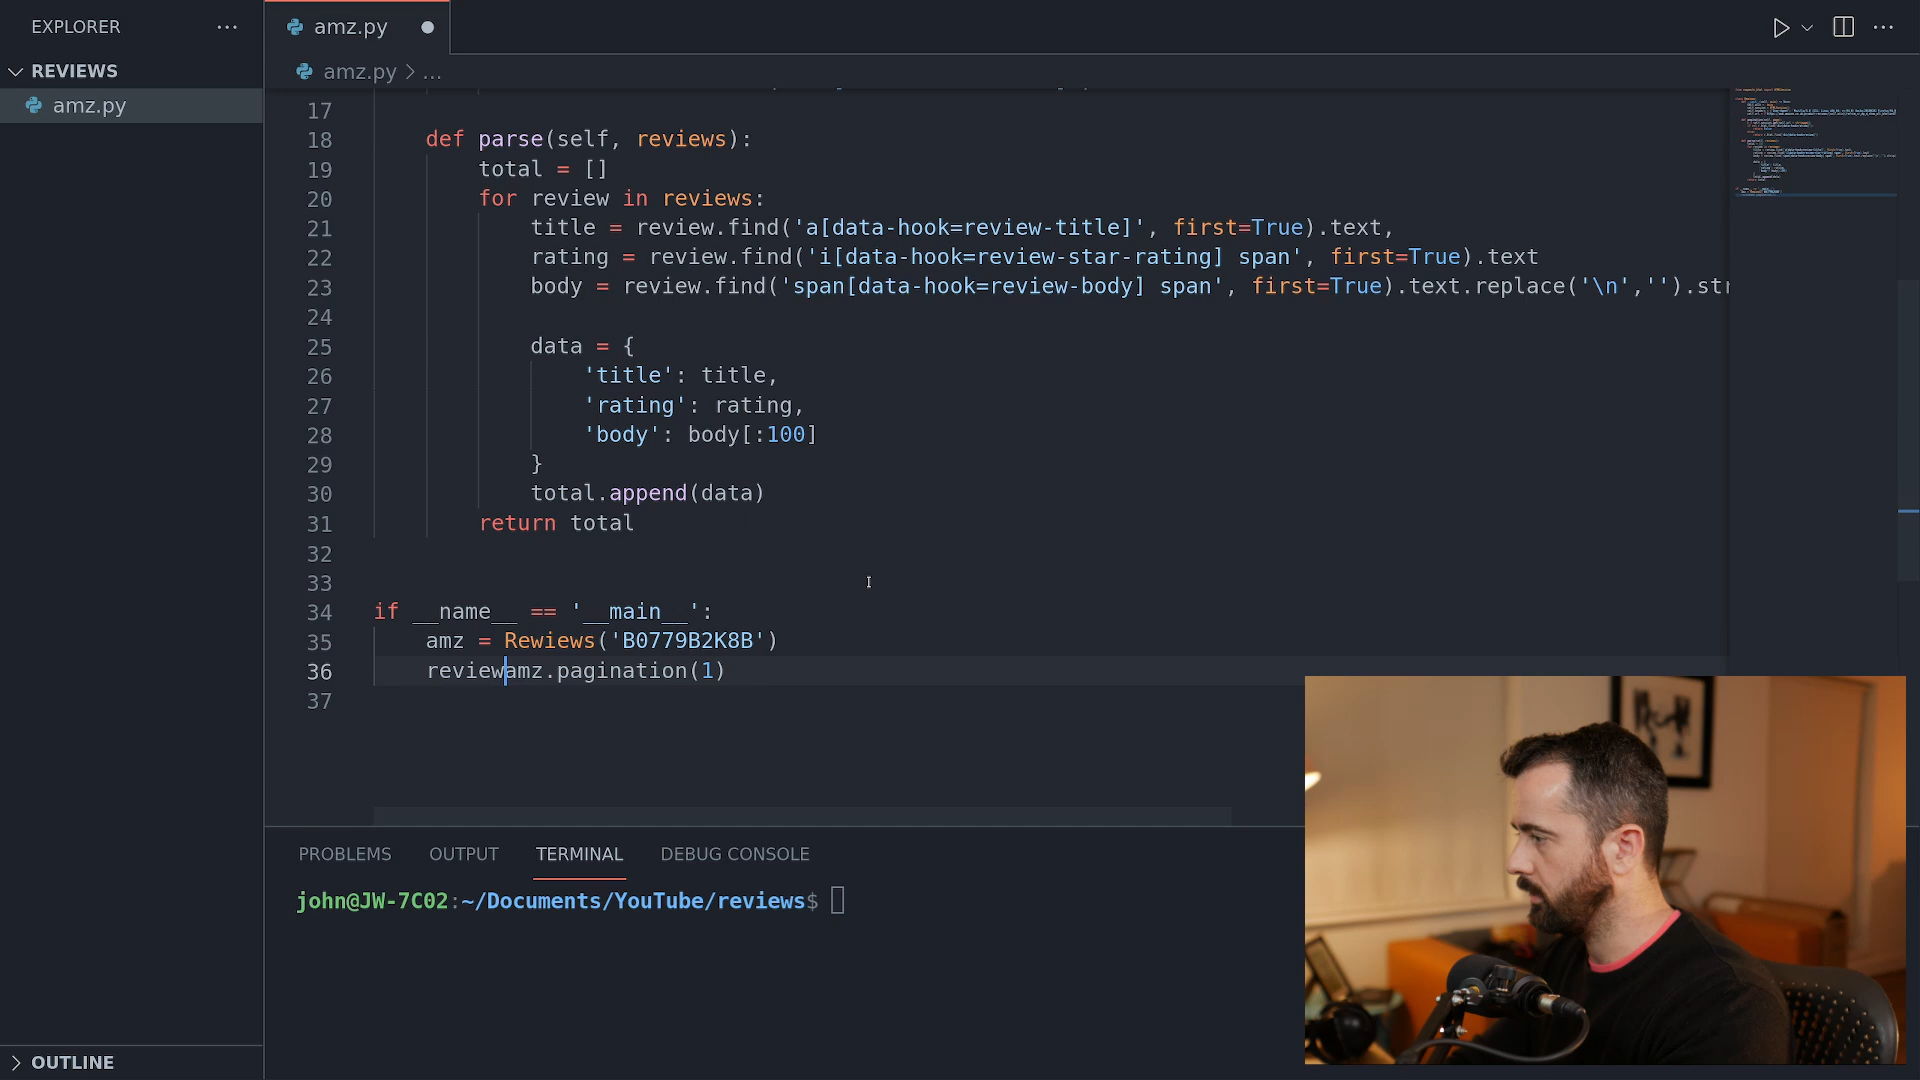 EXPLORER
REVIEWS
amz.py
OUTLINE
amz.py
amz.py > ...
17
18 def parse(self, reviews):
19 total = []
20 for review in reviews:
21 title = review.find('a[data-hook=review-title]', first=True).text,
22 rating = review.find('i[data-hook=review-star-rating] span', first=True).text
23 body = review.find('span[data-hook=review-body] span', first=True).text.replace('\n','').str
24
25 data = {
26 'title': title,
27 'rating': rating,
28 'body': body[:100]
29 }
30 total.append(data)
31 return total
32
33
34 if __name__ == '__main__':
35 amz = Rewiews('B0779B2K8B')
36 reviewamz.pagination(1)
37
PROBLEMS OUTPUT TERMINAL DEBUG CONSOLE
john@JW-7C02:~/Documents/YouTube/reviews$